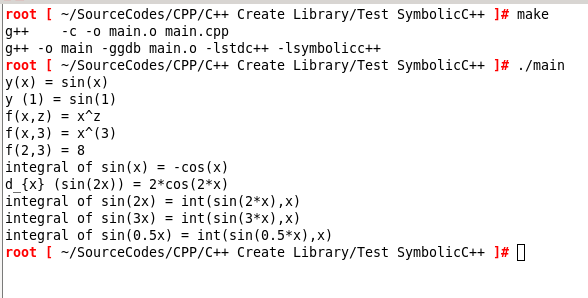 root [ ~/SourceCodes/CPP/C++ Create Library/Test SymbolicC++ ]# make
g++    -c -o main.o main.cpp
g++ -o main -ggdb main.o -lstdc++ -lsymbolicc++
root [ ~/SourceCodes/CPP/C++ Create Library/Test SymbolicC++ ]# ./main
y(x) = sin(x)
y (1) = sin(1)
f(x,z) = x^z
f(x,3) = x^(3)
f(2,3) = 8
integral of sin(x) = -cos(x)
d_{x} (sin(2x)) = 2*cos(2*x)
integral of sin(2x) = int(sin(2*x),x)
integral of sin(3x) = int(sin(3*x),x)
integral of sin(0.5x) = int(sin(0.5*x),x)
root [ ~/SourceCodes/CPP/C++ Create Library/Test SymbolicC++ ]#